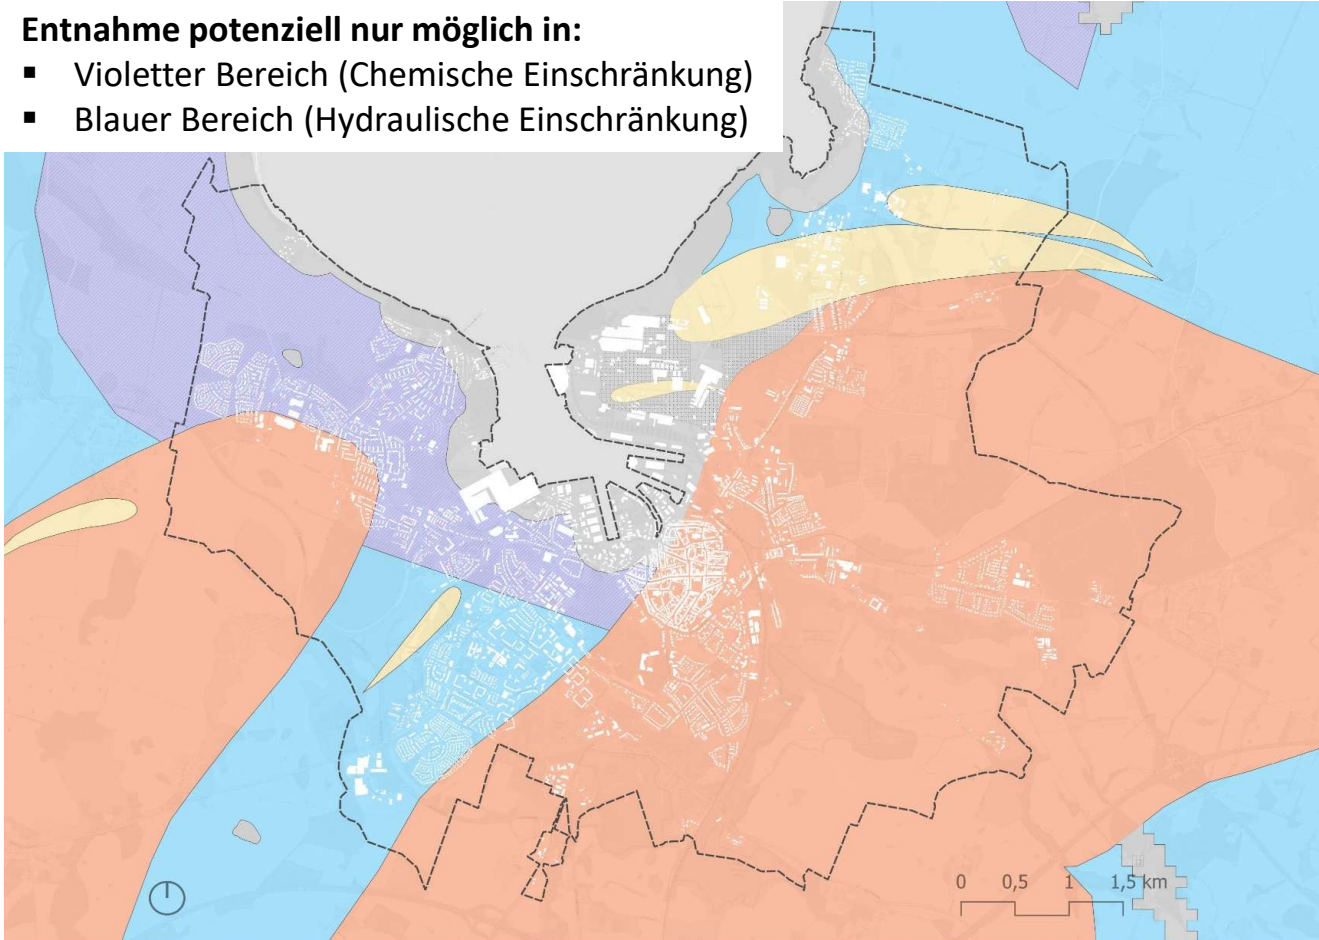 Entnahme potenziell nur möglich in:
▪ Violetter Bereich (Chemische Einschränkung)
▪ Blauer Bereich (Hydraulische Einschränkung)
0 0,5 1 1,5 km